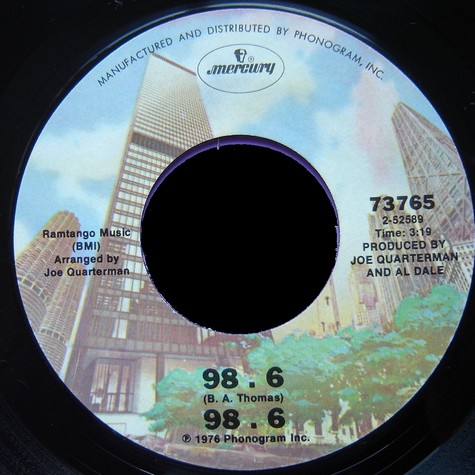 MANUFACTURED AND DISTRIBUTED BY PHONOGRAM, INC.
mercury
®
73765
2-52589
Time: 3:19
PRODUCED BY
JOE QUARTERMAN
AND AL DALE
Ramtango Music
(BMI)
Arranged by
Joe Quarterman
98 . 6
(B. A. Thomas)
98 . 6
℗ 1976 Phonogram Inc.